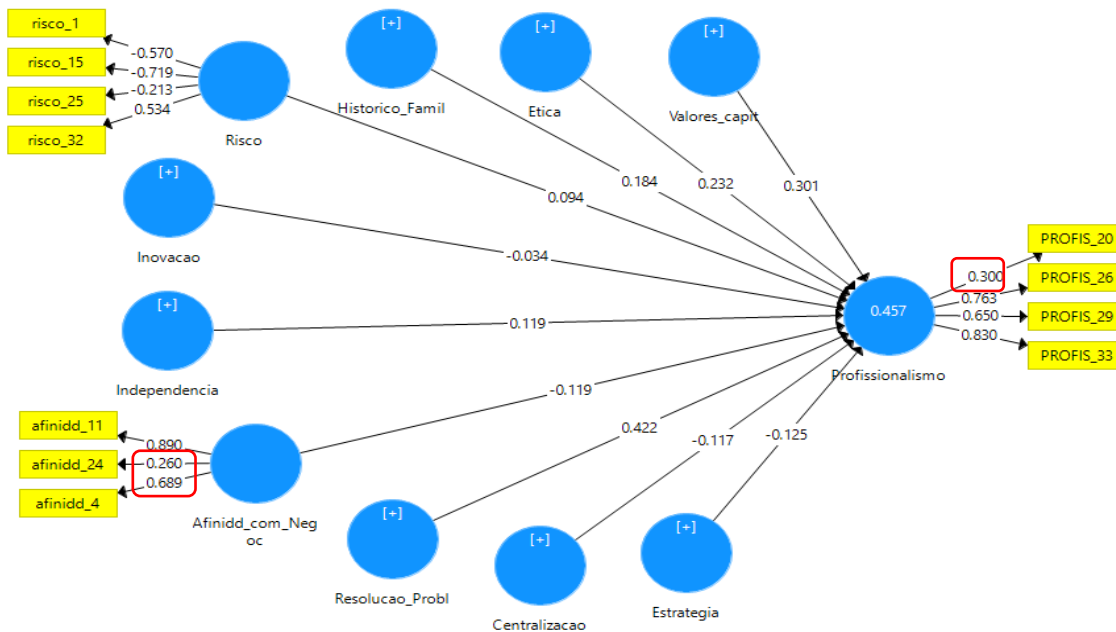 risco_1
risco_15
risco_25
risco_32
-0.570
-0.719
-0.213
0.534
Risco
[+]
Historico_Famil
[+]
Etica
[+]
Valores_capit
[+]
Inovacao
[+]
Independencia
afinidd_11
afinidd_24
afinidd_4
0.890
0.260
0.689
Afinidd_com_Neg
oc
[+]
Resolucao_Probl
[+]
Centralizacao
[+]
Estrategia
0.094
0.184
0.232
0.301
-0.034
0.119
-0.119
0.422
-0.117
-0.125
0.457
Profissionalismo
0.300
0.763
0.650
0.830
PROFIS_20
PROFIS_26
PROFIS_29
PROFIS_33